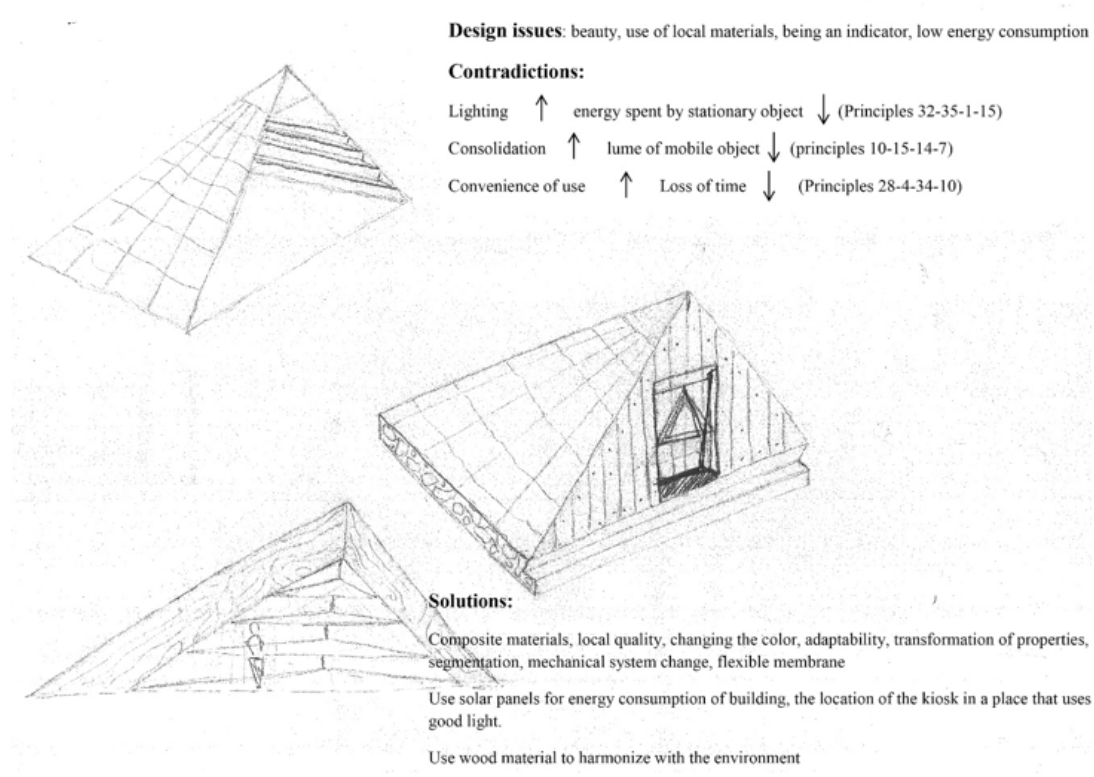 Design issues: beauty, use of local materials, being an indicator, low energy consumption
Contradictions:
Lighting ↑ energy spent by stationary object ↓ (Principles 32-35-1-15)
Consolidation ↑ lume of mobile object ↓ (principles 10-15-14-7)
Convenience of use ↑ Loss of time ↓ (Principles 28-4-34-10)
Solutions:
Composite materials, local quality, changing the color, adaptability, transformation of properties,
segmentation, mechanical system change, flexible membrane
Use solar panels for energy consumption of building, the location of the kiosk in a place that uses
good light.
Use wood material to harmonize with the environment